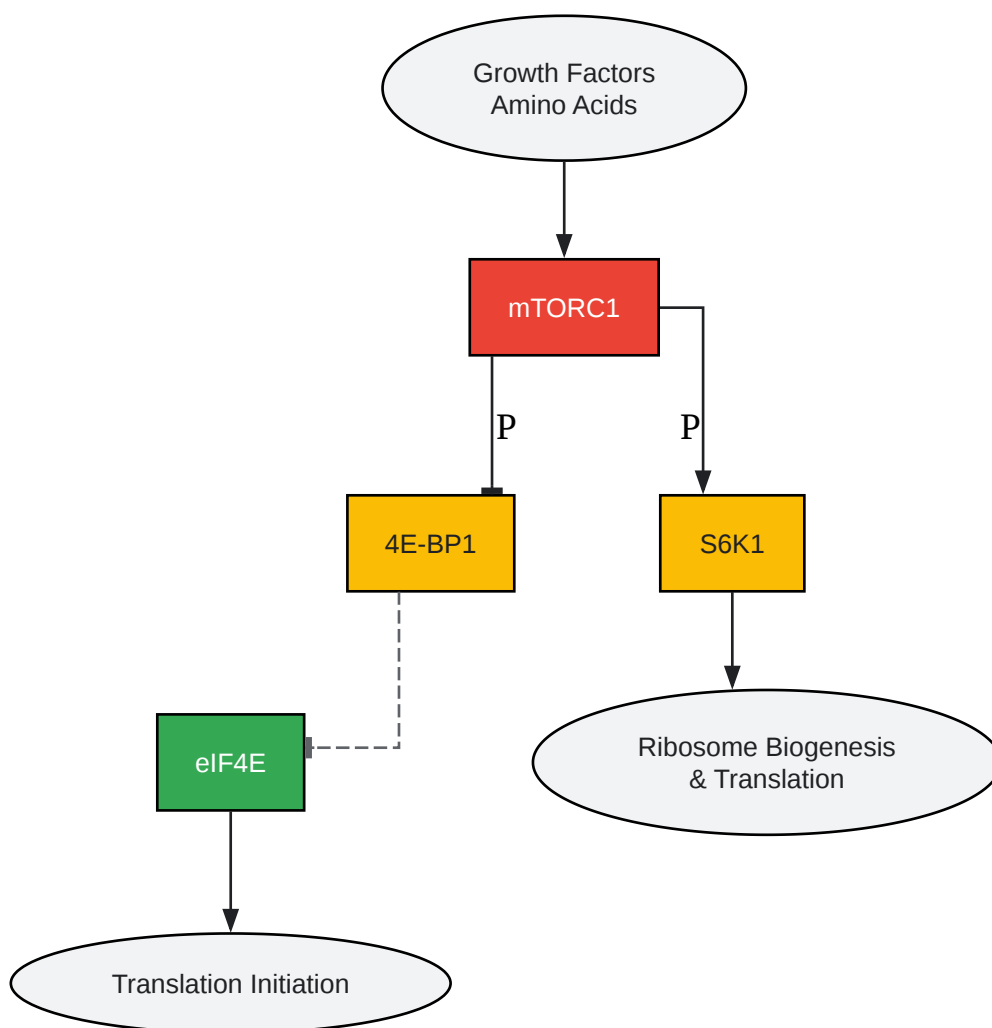 Growth Factors
Amino Acids
mTORC1
P
P
4E-BP1
S6K1
eIF4E
Ribosome Biogenesis
& Translation
Translation Initiation